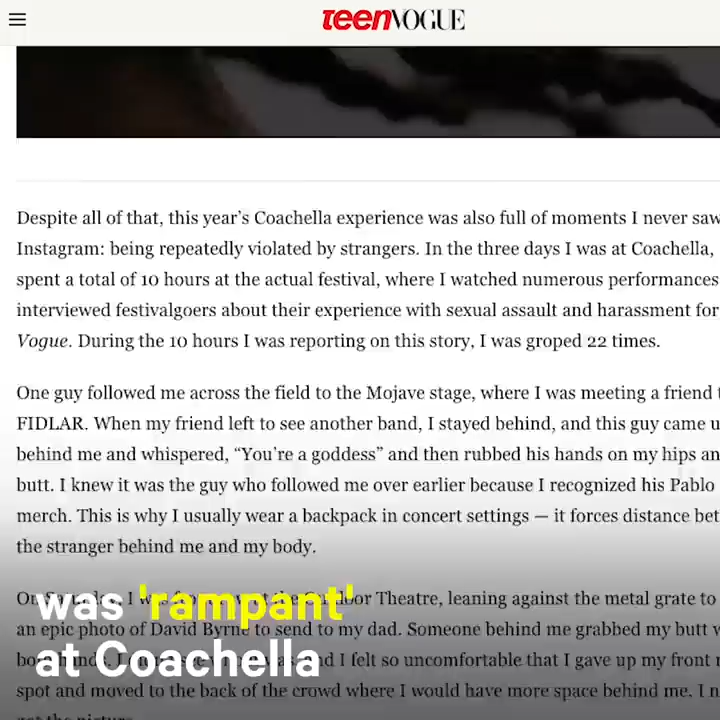 teen VOGUE
Despite all of that, this year's Coachella experience was also full of moments I never saw
Instagram: being repeatedly violated by strangers. In the three days I was at Coachella,
spent a total of 10 hours at the actual festival, where I watched numerous performances
interviewed festivalgoers about their experience with sexual assault and harassment for
Vogue. During the 10 hours I was reporting on this story, I was groped 22 times.
One guy followed me across the field to the Mojave stage, where I was meeting a friend
FIDLAR. When my friend left to see another band, I stayed behind, and this guy came
behind me and whispered, “You're a goddess” and then rubbed his hands on my hips
butt. I knew it was the guy who followed me over earlier because I recognized his Pablo
merch. This is why I usually wear a backpack in concert settings — it forces distance
the stranger behind me and my body.
Theatre, leaning against the metal grate to
was 'rampant'
an epic photo of David Byrne to send to my dad. Someone behind me grabbed my butt
and I felt so uncomfortable that I gave up my front
at Coachella
spot and moved to the back of the crowd where I would have more space behind me. I